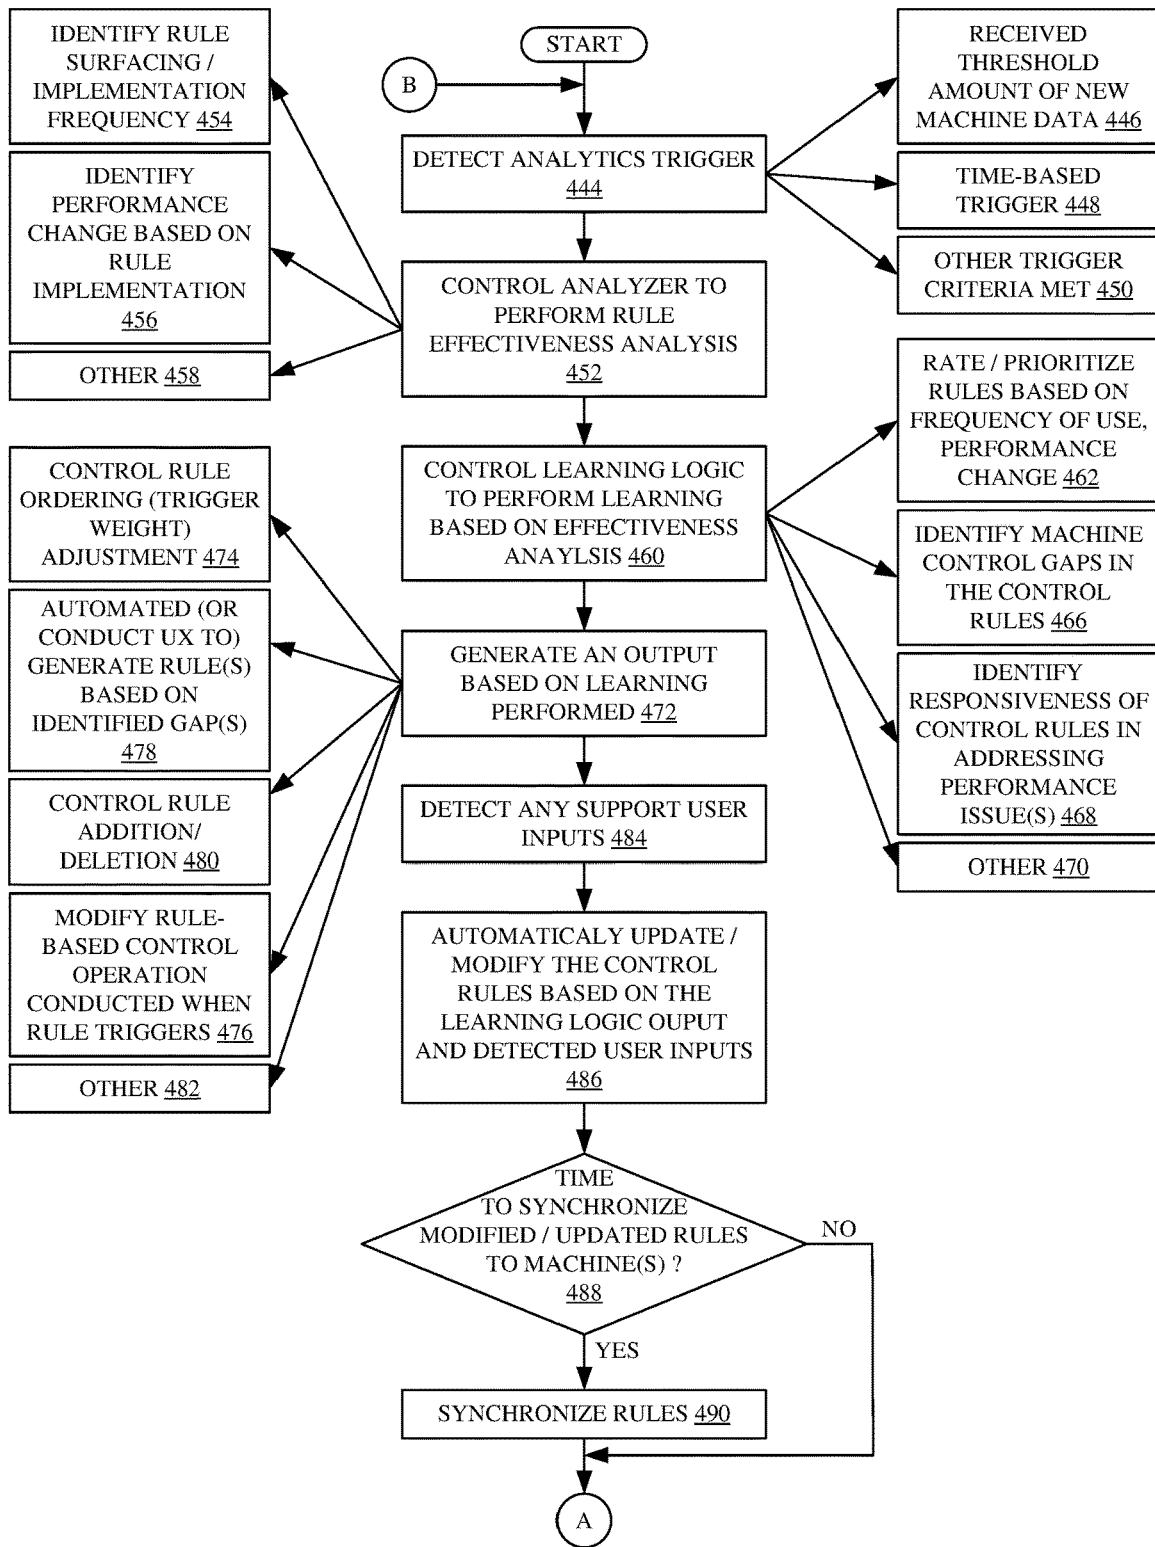 START
B
DETECT ANALYTICS TRIGGER
444
RECEIVED
THRESHOLD
AMOUNT OF NEW
MACHINE DATA 446
TIME-BASED
TRIGGER 448
OTHER TRIGGER
CRITERIA MET 450
CONTROL ANALYZER TO
PERFORM RULE
EFFECTIVENESS ANALYSIS
452
IDENTIFY RULE
SURFACING /
IMPLEMENTATION
FREQUENCY 454
IDENTIFY
PERFORMANCE
CHANGE BASED ON
RULE
IMPLEMENTATION
456
OTHER 458
CONTROL LEARNING LOGIC
TO PERFORM LEARNING
BASED ON EFFECTIVENESS
ANAYLSIS 460
RATE / PRIORITIZE
RULES BASED ON
FREQUENCY OF USE,
PERFORMANCE
CHANGE 462
IDENTIFY MACHINE
CONTROL GAPS IN
THE CONTROL
RULES 466
IDENTIFY
RESPONSIVENESS OF
CONTROL RULES IN
ADDRESSING
PERFORMANCE
ISSUE(S) 468
OTHER 470
GENERATE AN OUTPUT
BASED ON LEARNING
PERFORMED 472
CONTROL RULE
ORDERING (TRIGGER
WEIGHT)
ADJUSTMENT 474
AUTOMATED (OR
CONDUCT UX TO)
GENERATE RULE(S)
BASED ON
IDENTIFIED GAP(S)
478
CONTROL RULE
ADDITION/
DELETION 480
MODIFY RULE-
BASED CONTROL
OPERATION
CONDUCTED WHEN
RULE TRIGGERS 476
OTHER 482
DETECT ANY SUPPORT USER
INPUTS 484
AUTOMATICALY UPDATE /
MODIFY THE CONTROL
RULES BASED ON THE
LEARNING LOGIC OUPUT
AND DETECTED USER INPUTS
486
TIME
TO SYNCHRONIZE
MODIFIED / UPDATED RULES
TO MACHINE(S) ?
488
NO
YES
SYNCHRONIZE RULES 490
A